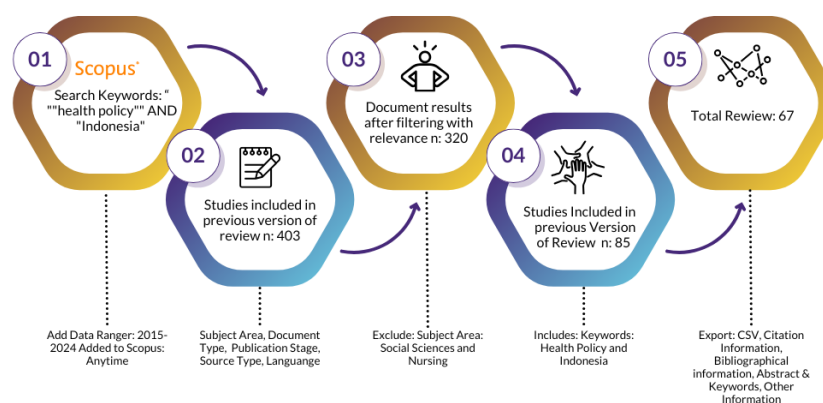 01
Scopus
Search Keywords: “
""health policy"" AND
"Indonesia"
02
Studies included in
previous version of
review n: 403
03
Document results
after filtering with
relevance n: 320
04
Studies Included in
previous Version
of Review n: 85
05
Total Rewiew: 67
Add Data Ranger: 2015-
2024 Added to Scopus:
Anytime
Subject Area, Document
Type, Publication Stage,
Source Type, Languange
Exclude: Subject Area:
Social Sciences and
Nursing
Includes: Keywords:
Health Policy and
Indonesia
Export: CSV, Citation
Information,
Bibliographical
information, Abstract &
Keywords, Other
Information